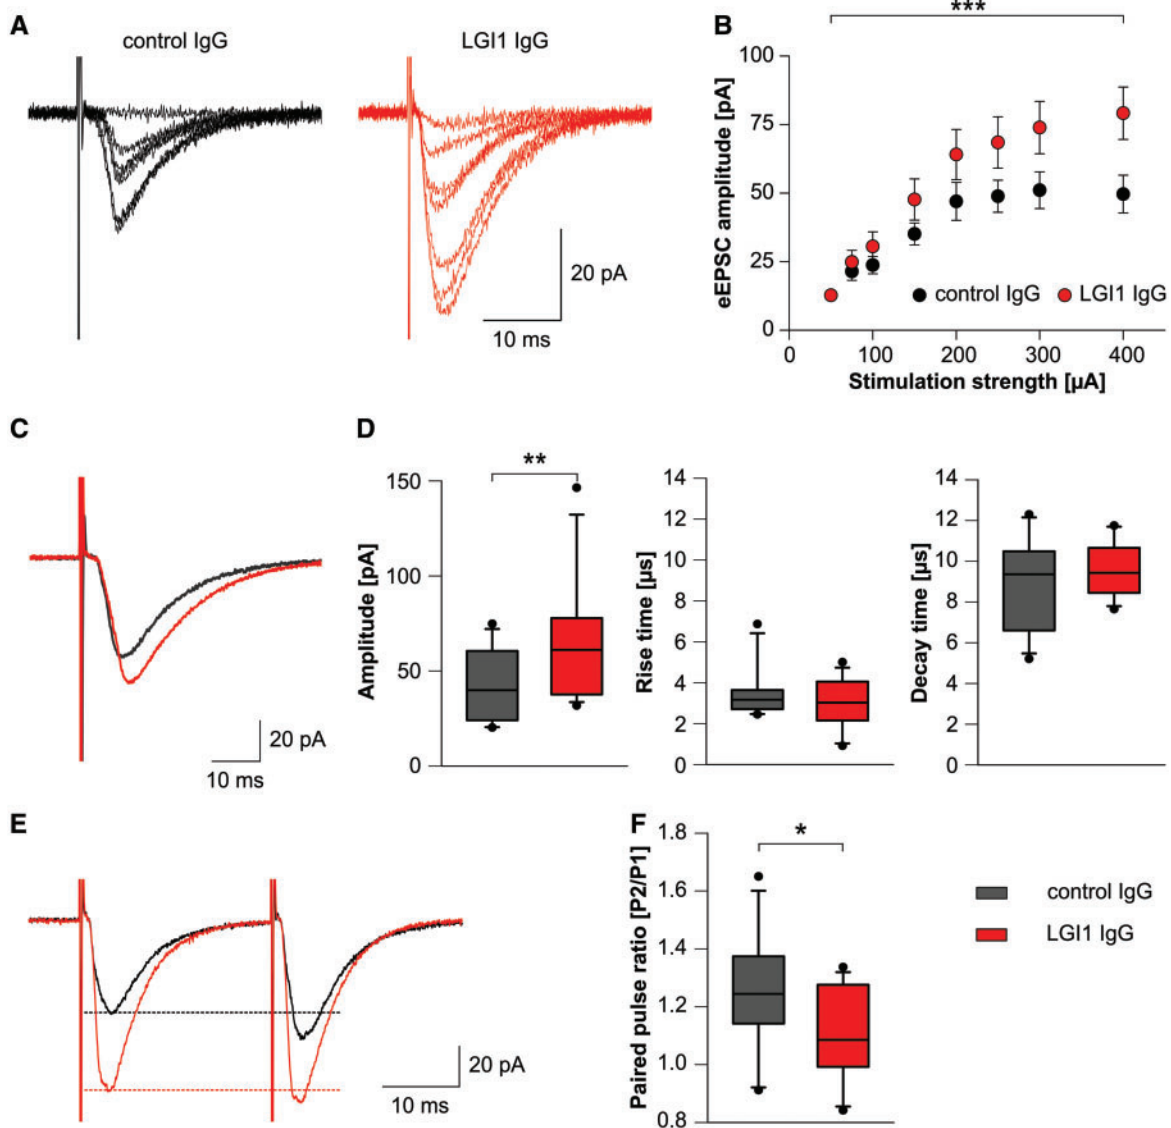 A
control IgG
LGI1 IgG
20 pA
10 ms
B
***
eEPSC amplitude [pA]
100
75
50
25
0
control IgG
LGI1 IgG
0
100
200
300
400
Stimulation strength [µA]
C
20 pA
10 ms
D
**
Amplitude [pA]
150
100
50
0
Rise time [µs]
14
12
10
8
6
4
2
0
Decay time [µs]
14
12
10
8
6
4
2
0
E
20 pA
10 ms
F
*
Paired pulse ratio [P2/P1]
1.8
1.6
1.4
1.2
1.0
0.8
control IgG
LGI1 IgG